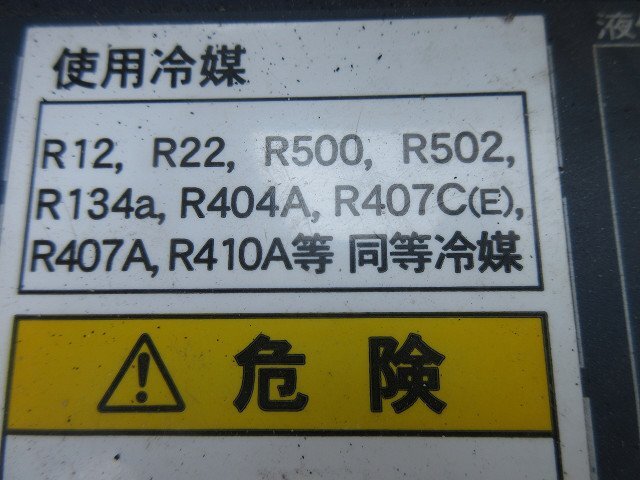 使用冷媒
R12, R22, R500, R502,
R134a, R404A, R407C(E),
R407A, R410A等 同等冷媒
危険
液